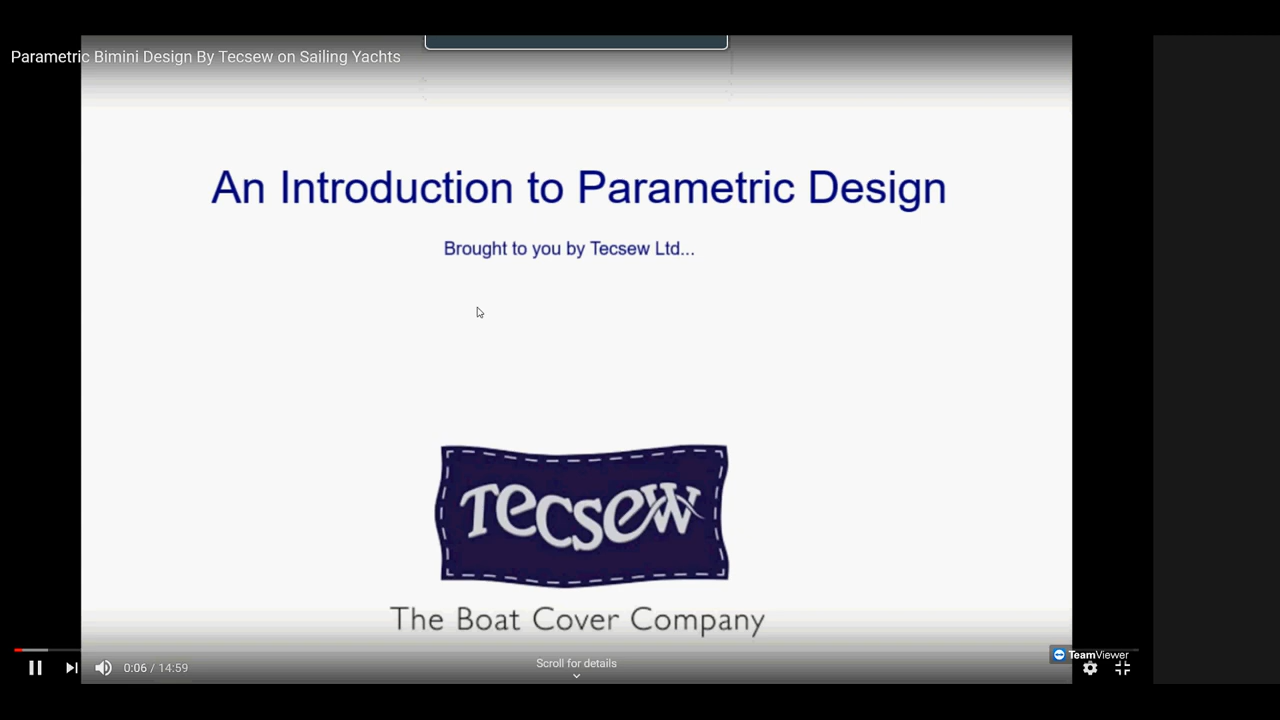 Parametric Bimini Design By Tecsew on Sailing Yachts
An Introduction to Parametric Design
Brought to you by Tecsew Ltd...
Tecsew
The Boat Cover Company
Scroll for details
TeamViewer
0:06 / 14:59